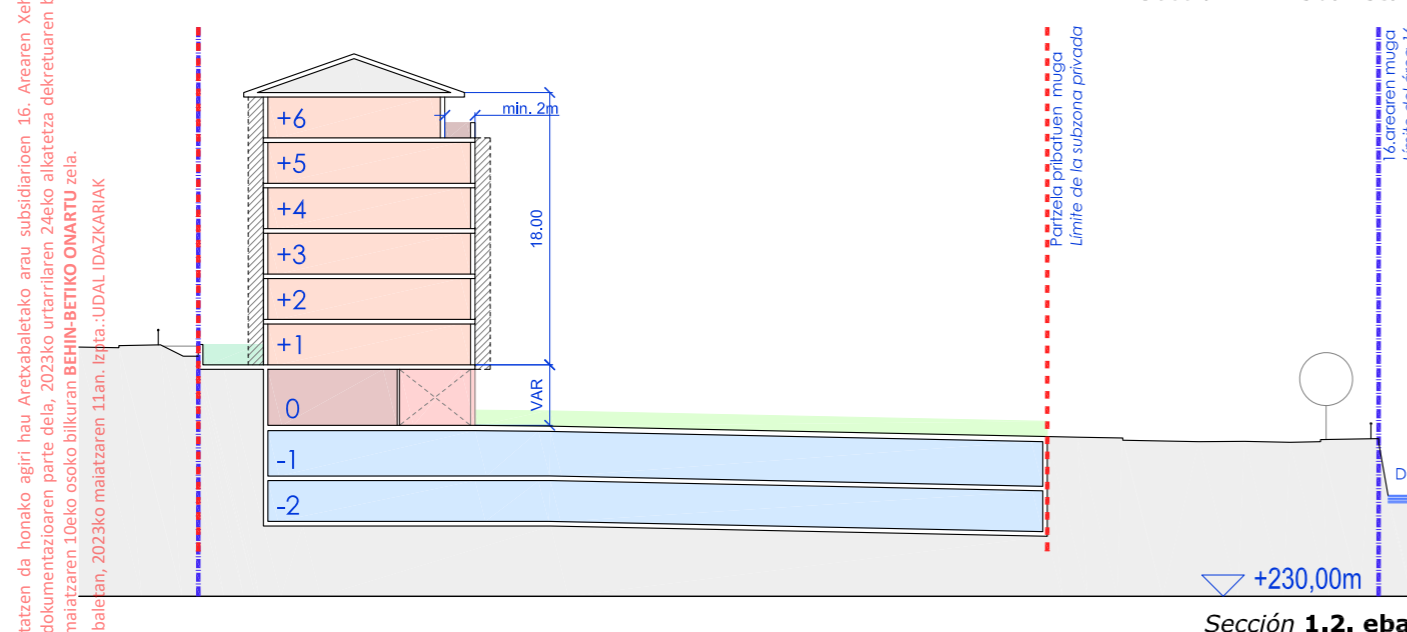 tatzen da honako agiri hau Aretxabaletako arau subsidiarioen 16. Arearen Xeh
dokumentazioaren parte dela, 2023ko urtarrilaren 24eko alkatetza dekretuaren b
maiatzaren 10eko osoko bilkuran BEHIN-BETIKO ONARTU zela.
baletan, 2023ko maiatzaren 11an. Izpta.:UDAL IDAZKARIAK
+6
min. 2m
+5
+4
18.00
+3
+2
+1
0
VAR
-1
-2
Partzela pribatuen muga
Límite de la subzona privada
16.arearen muga
D
+230,00m
Sección 1.2. eba